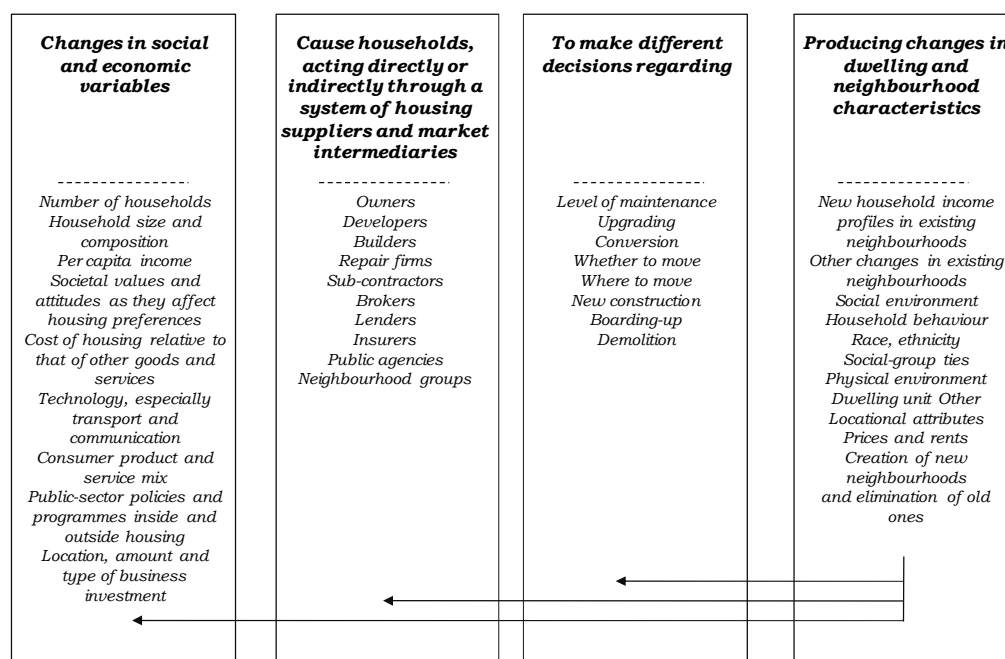 Changes in social
and economic
variables
Number of households
Household size and
composition
Per capita income
Societal values and
attitudes as they affect
housing preferences
Cost of housing relative to
that of other goods and
services
Technology, especially
transport and
communication
Consumer product and
service mix
Public-sector policies and
programmes inside and
outside housing
Location, amount and
type of business
investment
Cause households,
acting directly or
indirectly through a
system of housing
suppliers and market
intermediaries
Owners
Developers
Builders
Repair firms
Sub-contractors
Brokers
Lenders
Insurers
Public agencies
Neighbourhood groups
To make different
decisions regarding
Level of maintenance
Upgrading
Conversion
Whether to move
Where to move
New construction
Boarding-up
Demolition
Producing changes in
dwelling and
neighbourhood
characteristics
New household income
profiles in existing
neighbourhoods
Other changes in existing
neighbourhoods
Social environment
Household behaviour
Race, ethnicity
Social-group ties
Physical environment
Dwelling unit Other
Locational attributes
Prices and rents
Creation of new
neighbourhoods
and elimination of old
ones